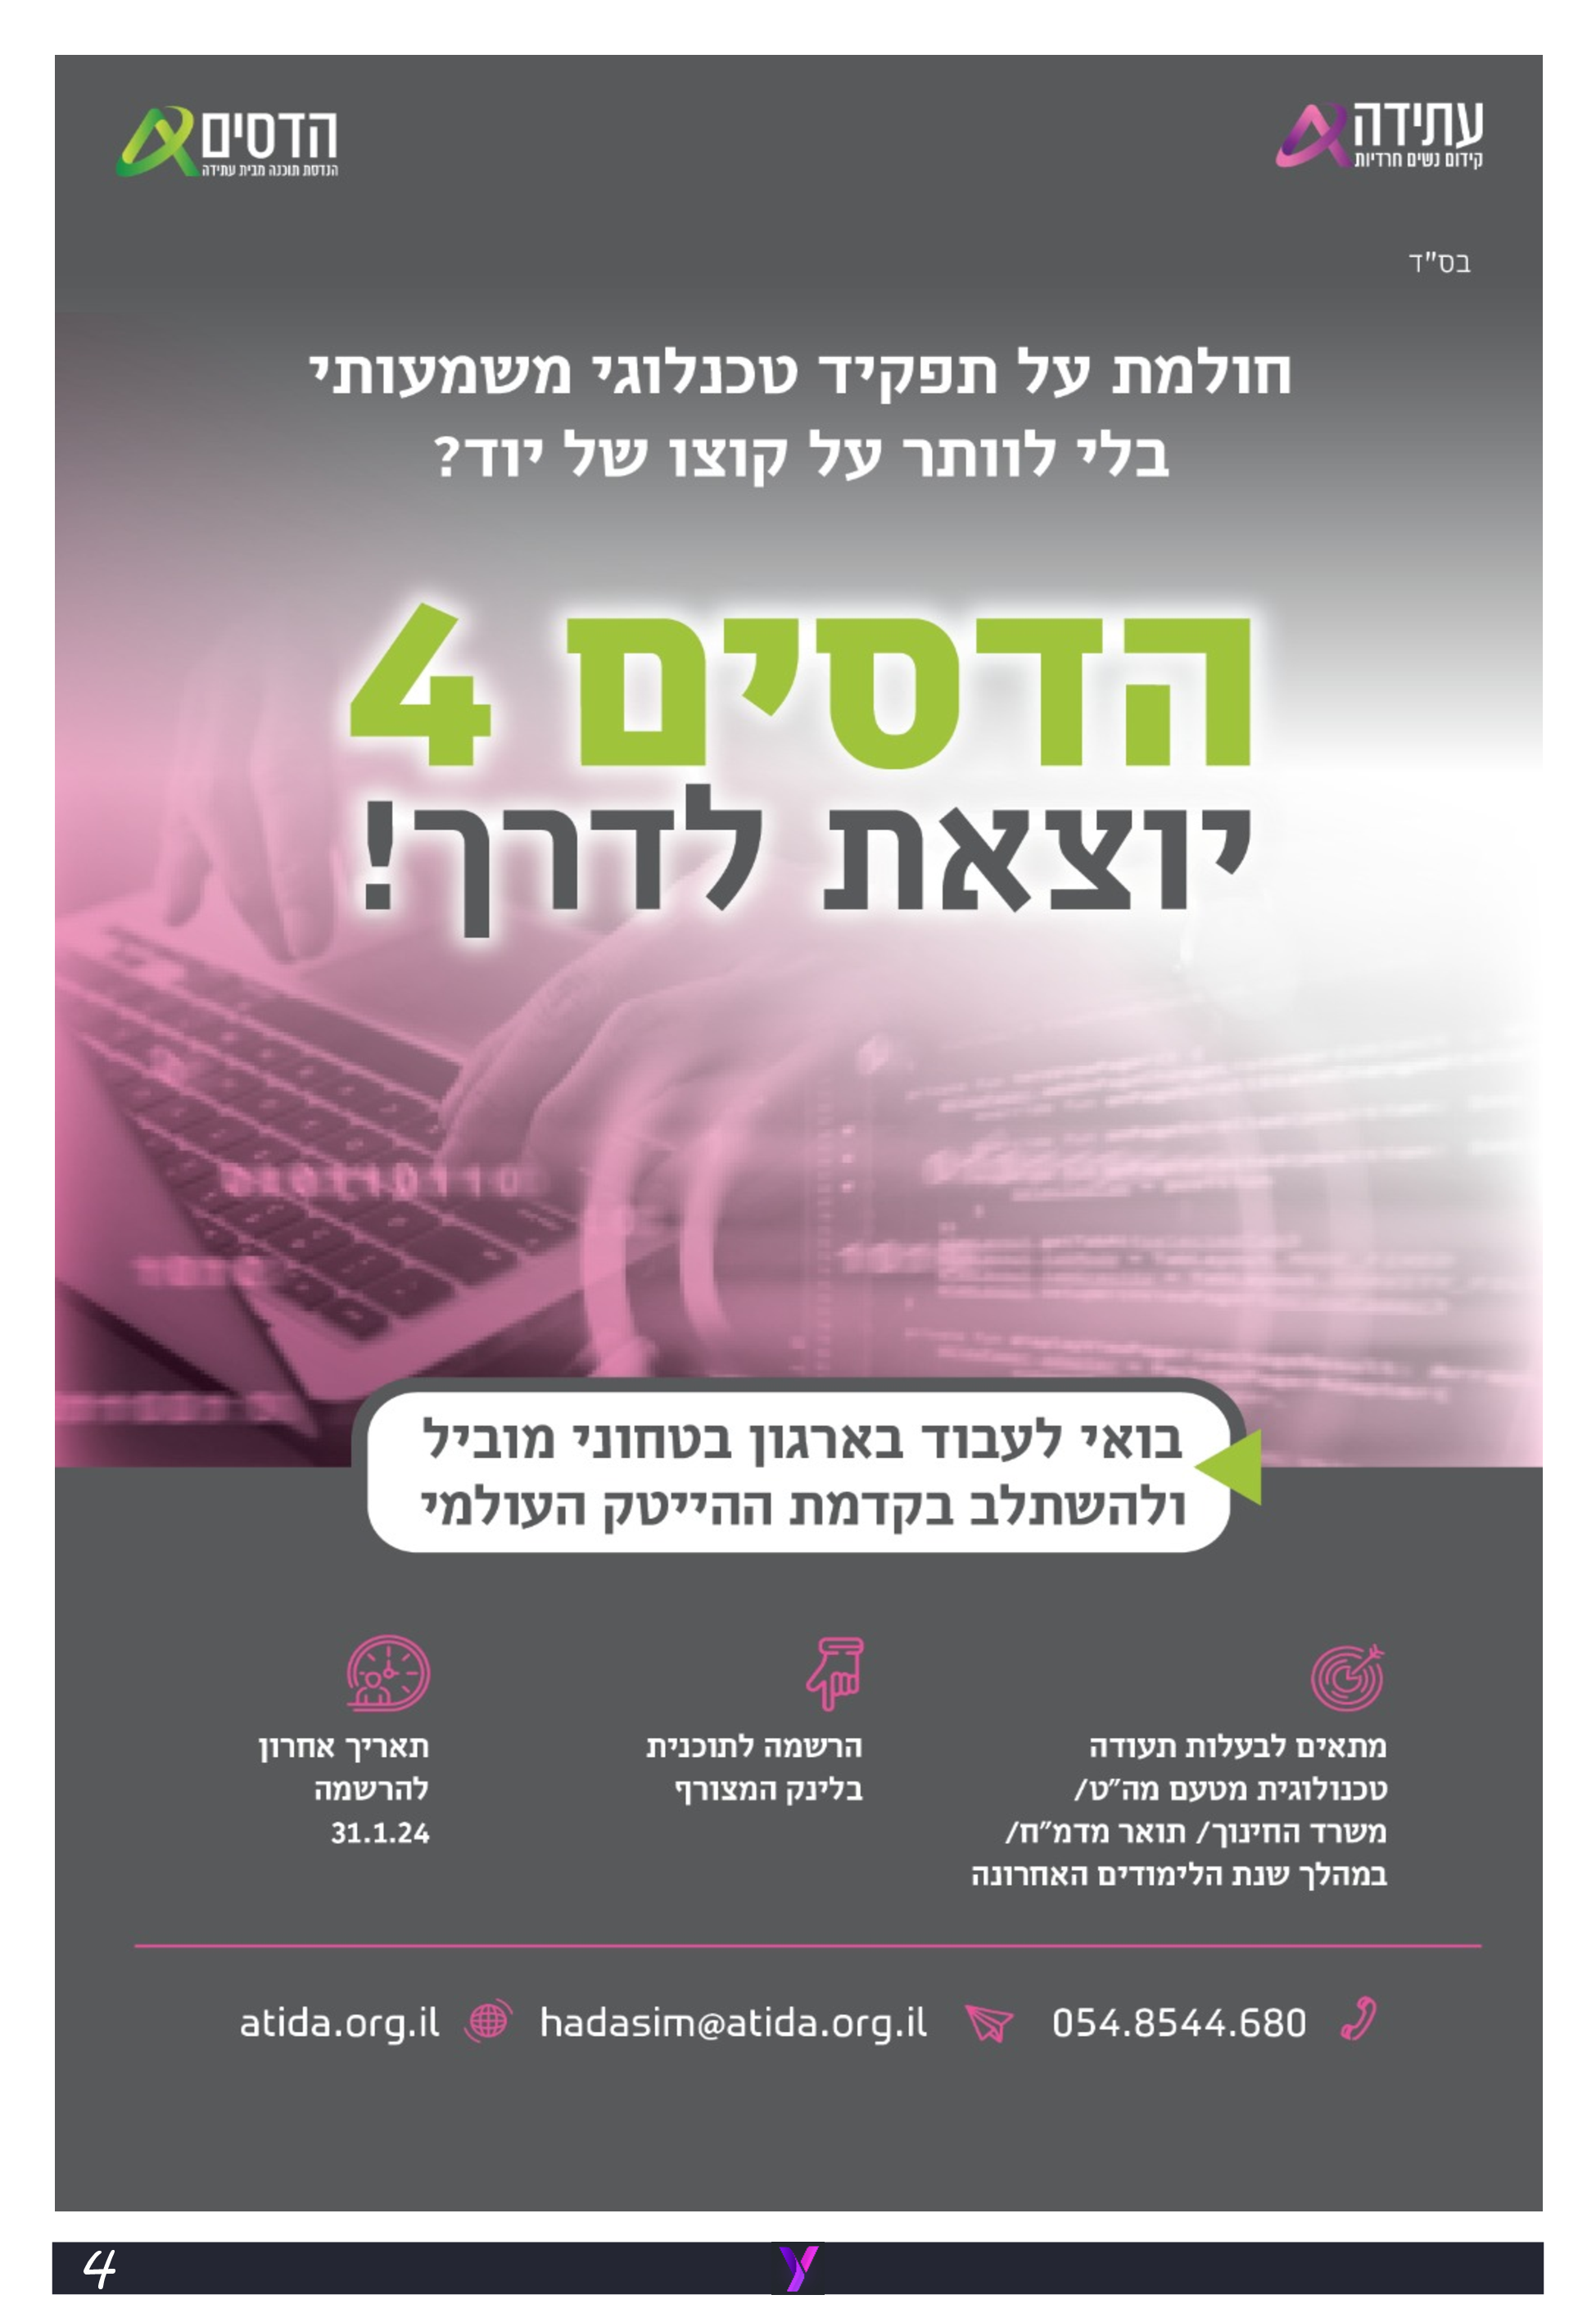 עתידה
קידום נשים חרדיות
הדסים
הנדסת תוכנה מבית עתידה
בס"ד
חולמת על תפקיד טכנלוגי משמעותי
בלי לוותר על קוצו של יוד?
הדסים 4
יוצאת לדרך!
010110110
בואי לעבוד בארגון בטחוני מוביל
ולהשתלב בקדמת ההייטק העולמי
מתאים לבעלות תעודה
טכנולוגית מטעם מה"ט/
משרד החינוך/ תואר מדמ"ח/
במהלך שנת הלימודים האחרונה
הרשמה לתוכנית
בלינק המצורף
תאריך אחרון
להרשמה
31.1.24
054.8544.680
hadasim@atida.org.il
atida.org.il
4